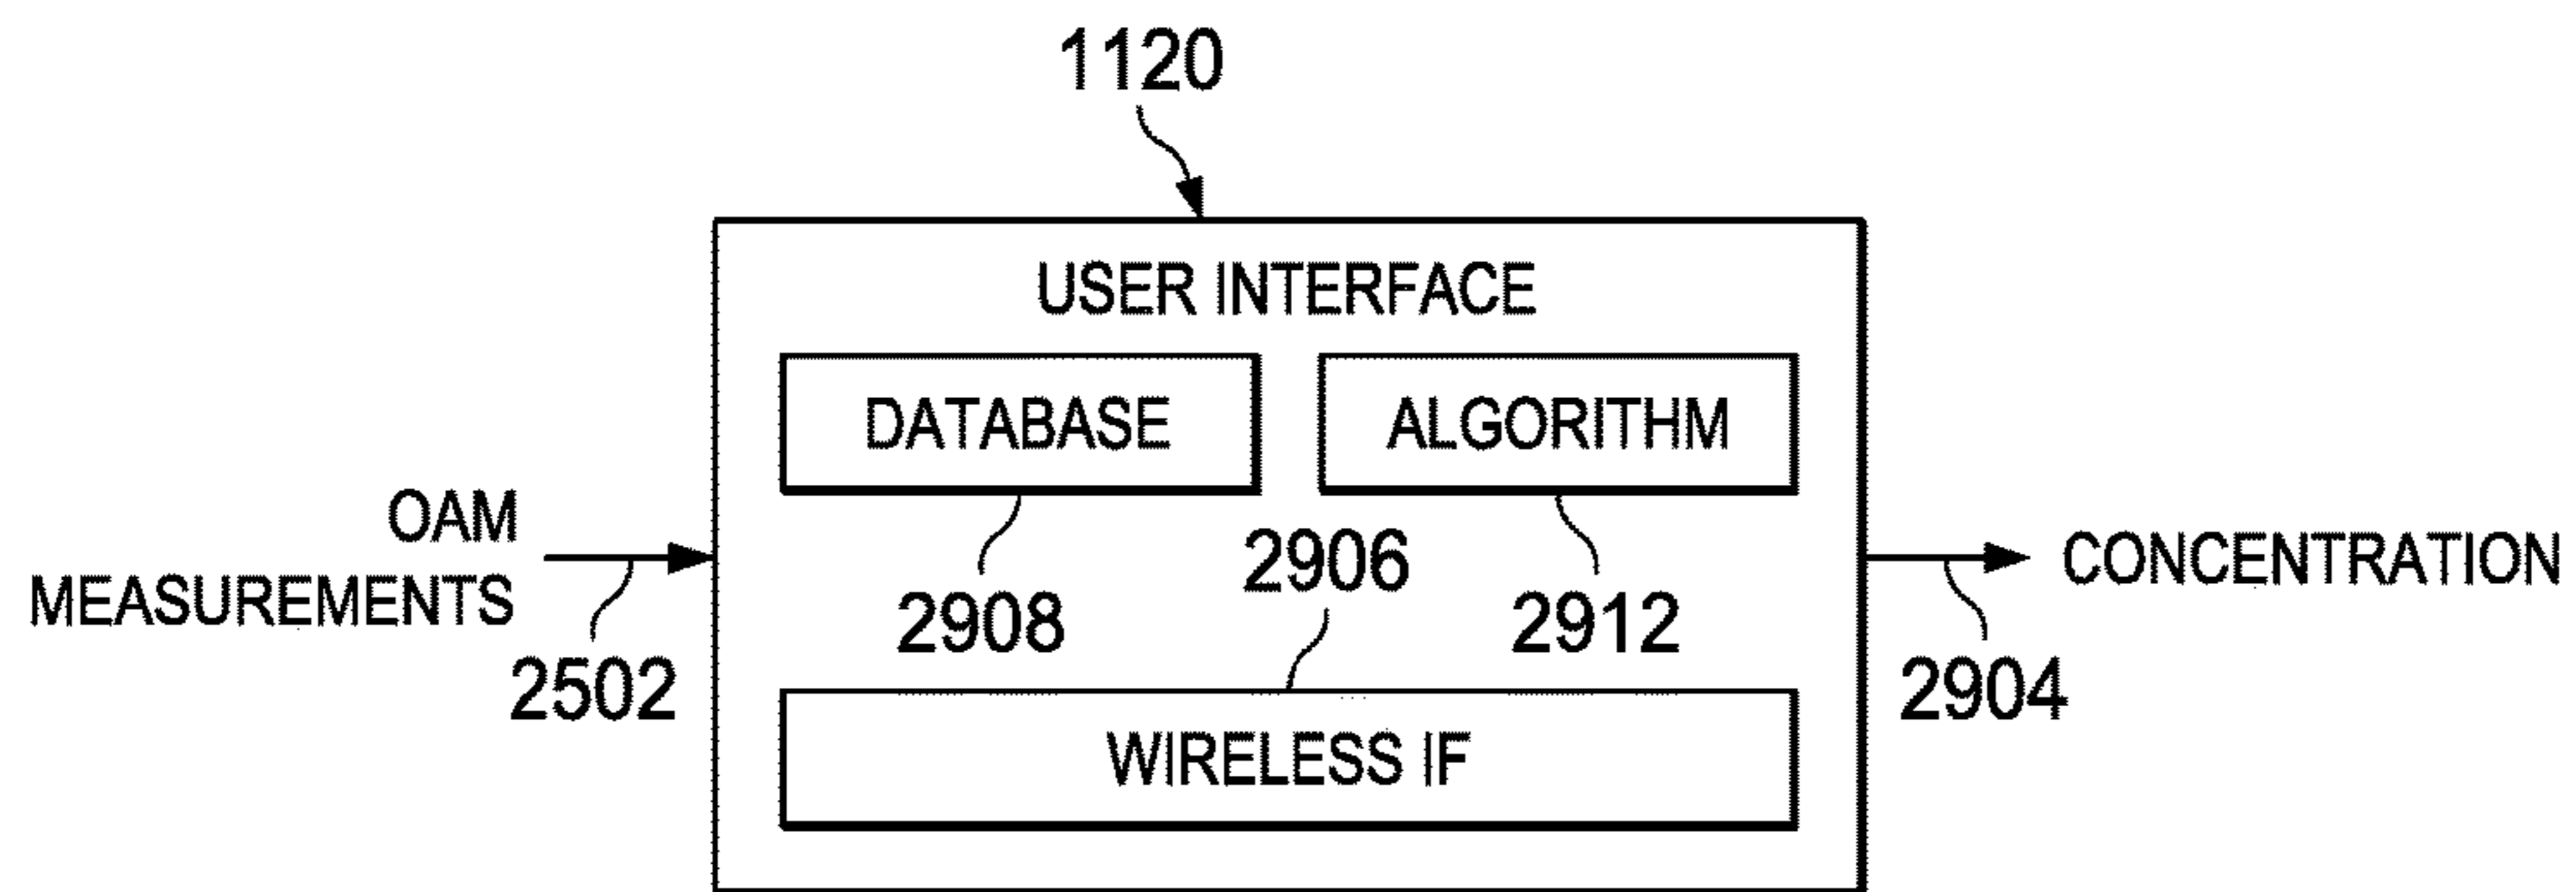 1120
USER INTERFACE
DATABASE
ALGORITHM
OAM
MEASUREMENTS
2502
2908
2906
2912
CONCENTRATION
2904
WIRELESS IF